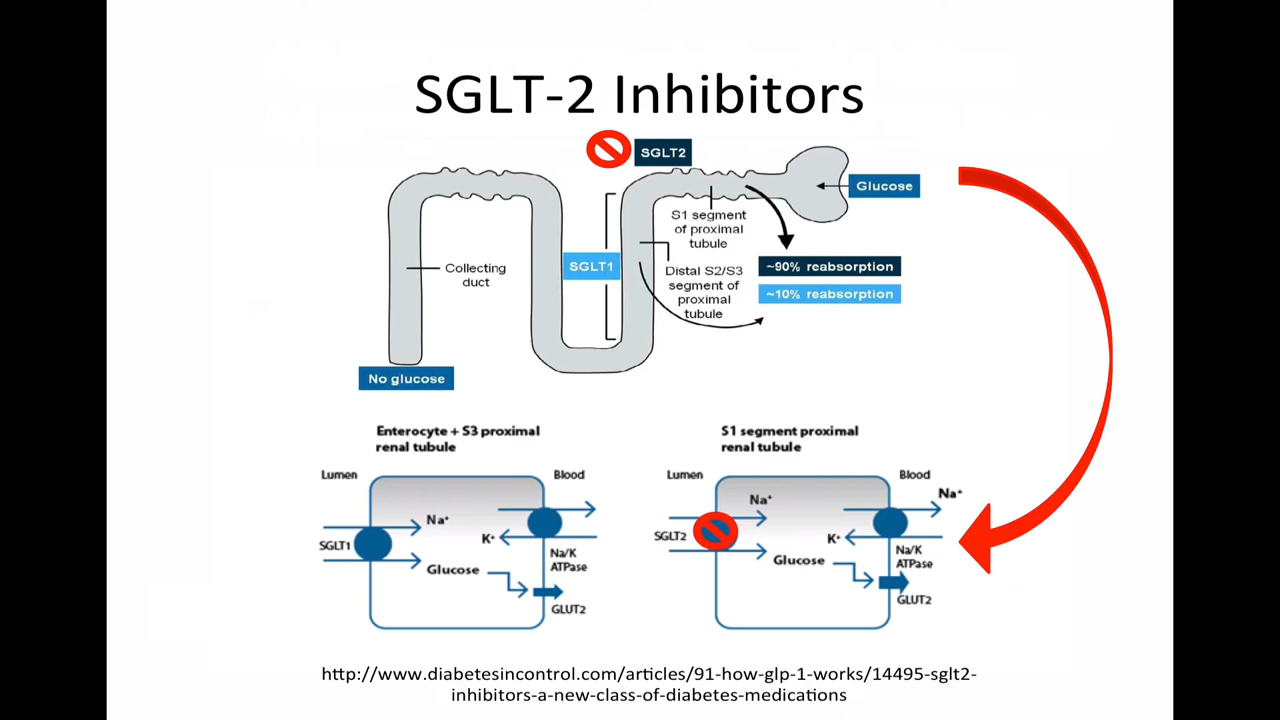 SGLT-2 Inhibitors
SGLT2
Glucose
S1 segment
of proximal
tubule
SGLT1
~90% reabsorption
Collecting
duct
Distal S2/S3
segment of
proximal
tubule
~10% reabsorption
No glucose
Enterocyte + S3 proximal
renal tubule
Lumen
Blood
Na⁺
SGLT1
K⁺
Na/K
ATPase
Glucose
GLUT2
S1 segment proximal
renal tubule
Lumen
Blood
Na⁺
Na⁺
SGLT2
K⁺
Na/K
ATPase
Glucose
GLUT2
http://www.diabetesincontrol.com/articles/91-how-glp-1-works/14495-sglt2-
inhibitors-a-new-class-of-diabetes-medications